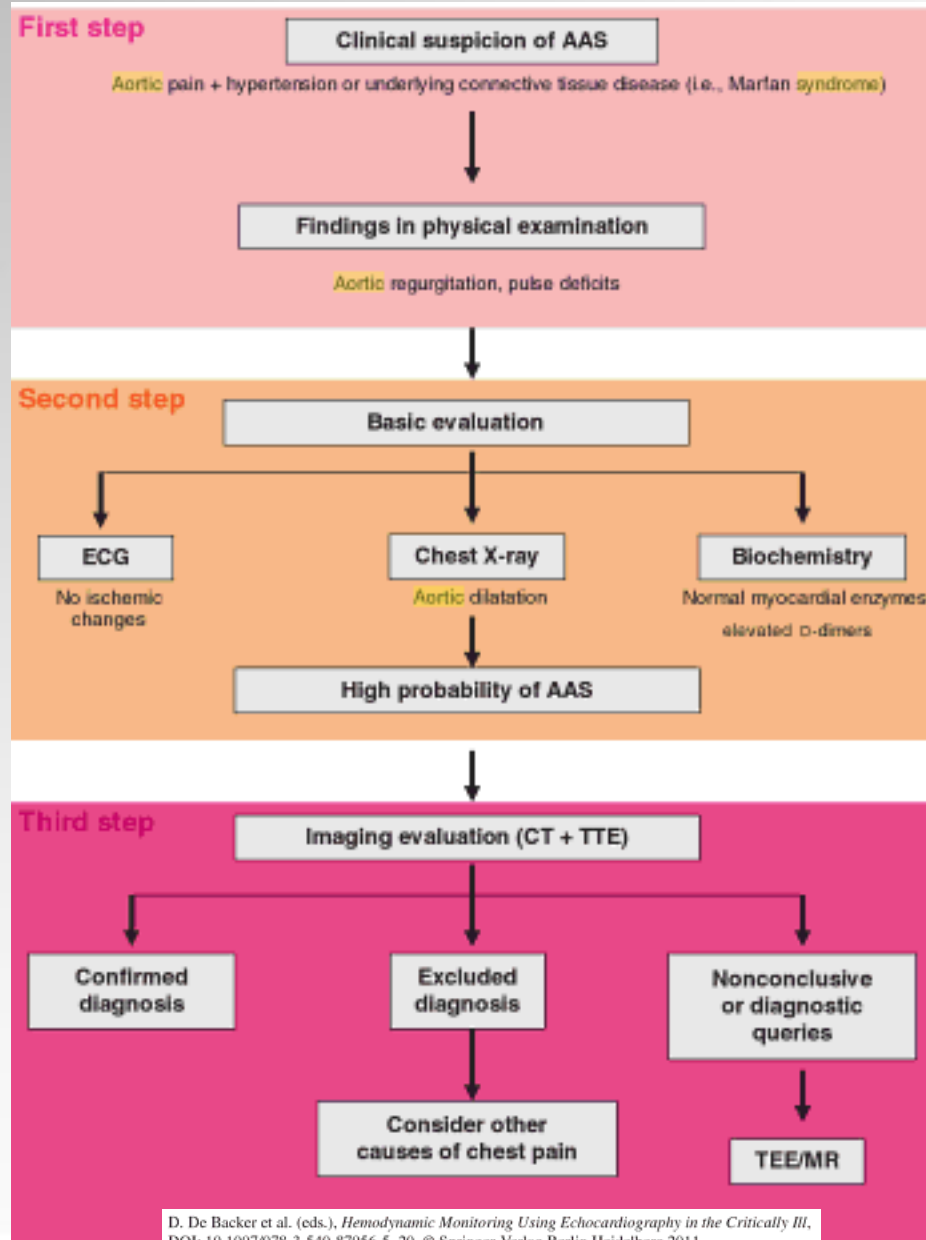 First step
Clinical suspicion of AAS
Aortic pain + hypertension or underlying connective tissue disease (i.e., Marfan syndrome)
Findings in physical examination
Aortic regurgitation, pulse deficits
Second step
Basic evaluation
ECG
No ischemic
changes
Chest X-ray
Aortic dilatation
Biochemistry
Normal myocardial enzymes
elevated D-dimers
High probability of AAS
Third step
Imaging evaluation (CT + TTE)
Confirmed
diagnosis
Excluded
diagnosis
Nonconclusive
or diagnostic
queries
Consider other
causes of chest pain
TEE/MR
D. De Backer et al. (eds.), Hemodynamic Monitoring Using Echocardiography in the Critically Ill,